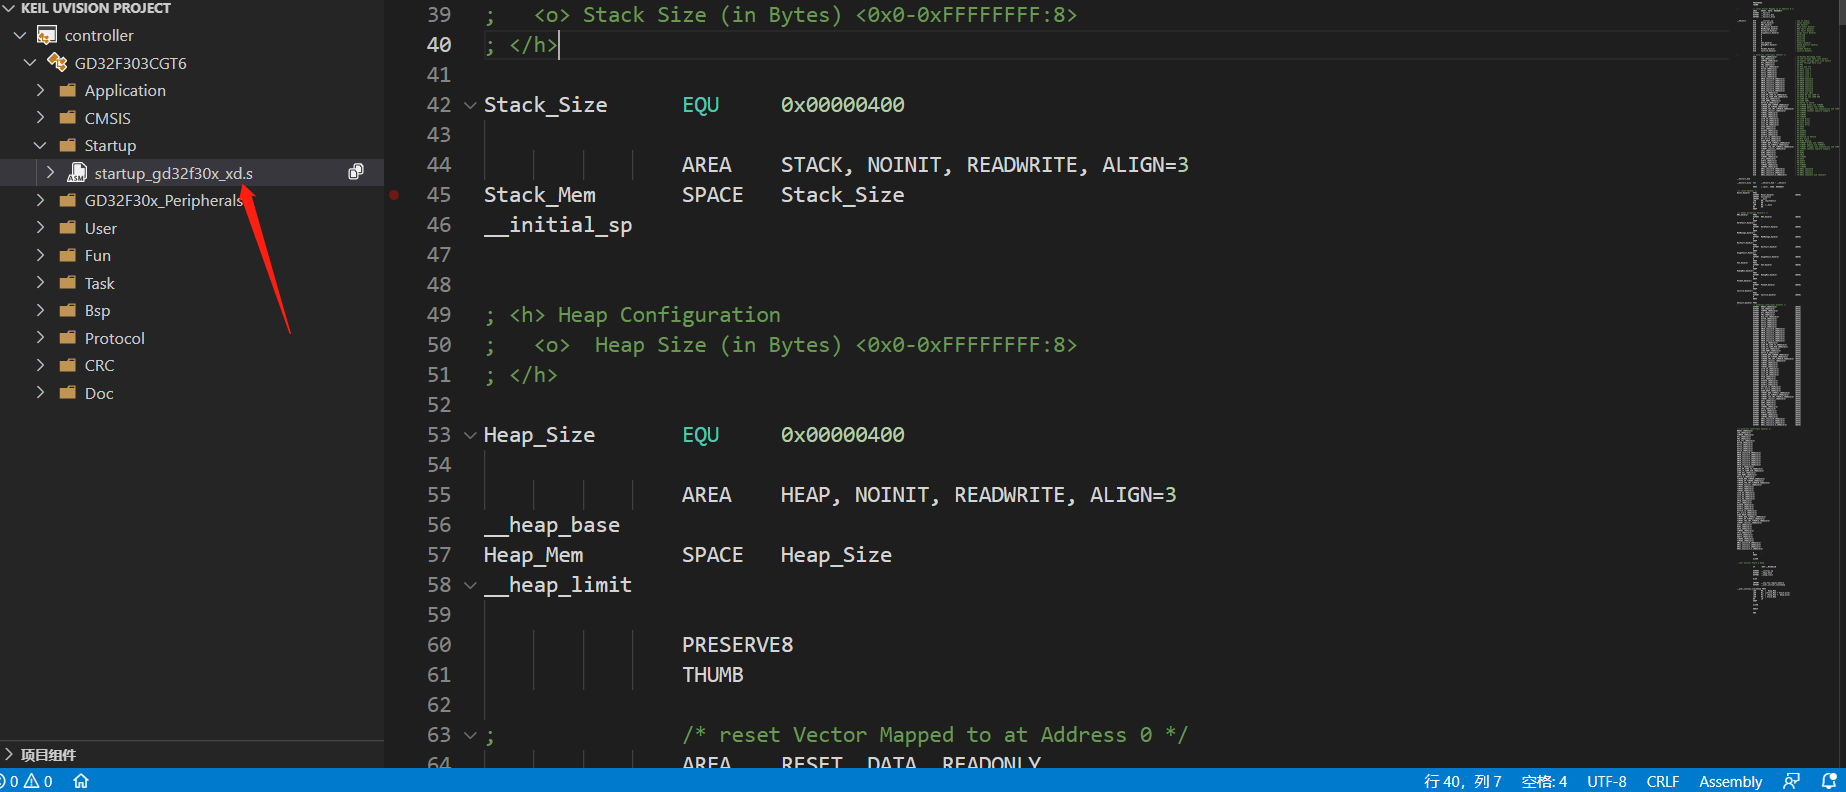 KEIL UVISION PROJECT
controller
GD32F303CGT6
Application
CMSIS
Startup
ASM startup_gd32f30x_xd.s
GD32F30x_Peripherals
User
Fun
Task
Bsp
Protocol
CRC
Doc
项目组件
39 ;   <o> Stack Size (in Bytes) <0x0-0xFFFFFFFF:8>
40 ; </h>
41
42 Stack_Size      EQU     0x00000400
43
44                 AREA    STACK, NOINIT, READWRITE, ALIGN=3
45 Stack_Mem       SPACE   Stack_Size
46 __initial_sp
47
48
49 ; <h> Heap Configuration
50 ;   <o>  Heap Size (in Bytes) <0x0-0xFFFFFFFF:8>
51 ; </h>
52
53 Heap_Size       EQU     0x00000400
54
55                 AREA    HEAP, NOINIT, READWRITE, ALIGN=3
56 __heap_base
57 Heap_Mem        SPACE   Heap_Size
58 __heap_limit
59
60                 PRESERVE8
61                 THUMB
62
63 ;               /* reset Vector Mapped to at Address 0 */
64                 AREA    RESET, DATA, READONLY
0 0
行 40，列 7 空格: 4 UTF-8 CRLF Assembly